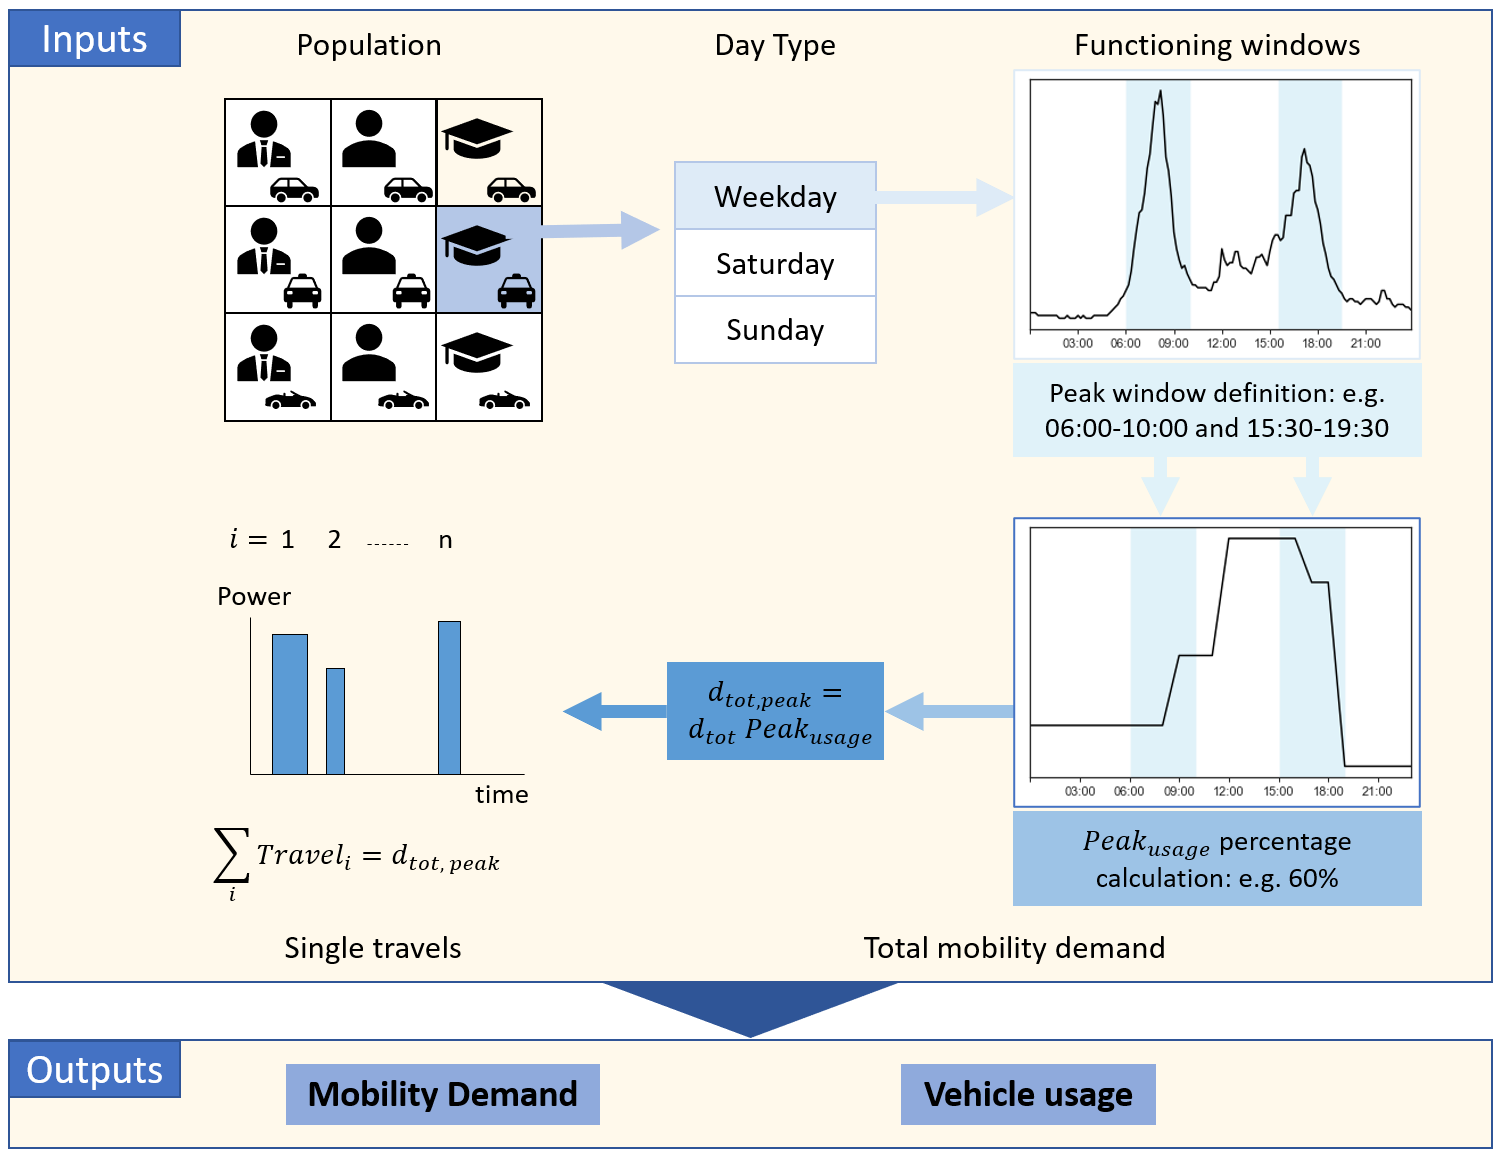 Inputs
Population
Day Type
Functioning windows
Weekday
Saturday
Sunday
03:00 06:00 09:00 12:00 15:00 18:00 21:00
Peak window definition: e.g.
06:00-10:00 and 15:30-19:30
i = 1 2 ...... n
Power
time
d_{tot,peak} =
d_{tot} Peak_{usage}
03:00 06:00 09:00 12:00 15:00 18:00 21:00
∑_i Travel_i = d_{tot, peak}
Peak_{usage} percentage
calculation: e.g. 60%
Single travels
Total mobility demand
Outputs
Mobility Demand
Vehicle usage